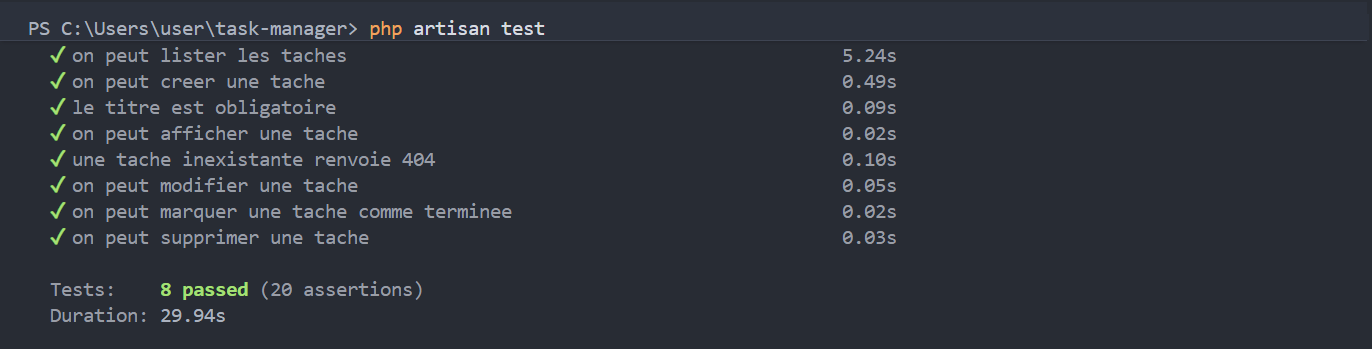 PS C:\Users\user\task-manager> php artisan test
✓ on peut lister les taches 5.24s
✓ on peut creer une tache 0.49s
✓ le titre est obligatoire 0.09s
✓ on peut afficher une tache 0.02s
✓ une tache inexistante renvoie 404 0.10s
✓ on peut modifier une tache 0.05s
✓ on peut marquer une tache comme terminee 0.02s
✓ on peut supprimer une tache 0.03s
Tests: 8 passed (20 assertions)
Duration: 29.94s